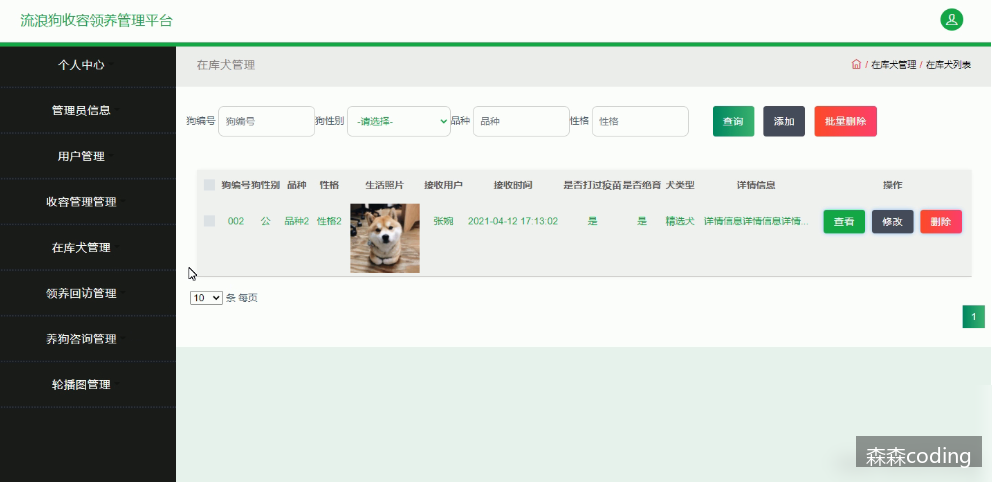 流浪狗收容领养管理平台
个人中心
管理员信息
用户管理
收容管理管理
在库犬管理
领养回访管理
养狗咨询管理
轮播图管理
在库犬管理
/ 在库犬管理 / 在库犬列表
狗编号 狗编号 狗性别 -请选择- 品种 品种 性格 性格 查询 添加 批量删除
狗编号 狗性别 品种 性格 生活照片 接收用户 接收时间 是否打过疫苗 是否绝育 犬类型 详情信息 操作
002 公 品种2 性格2 张婉 2021-04-12 17:13:02 是 是 精选犬 详情信息详情信息详情... 查看 修改 删除
10 条 每页
1
森森coding